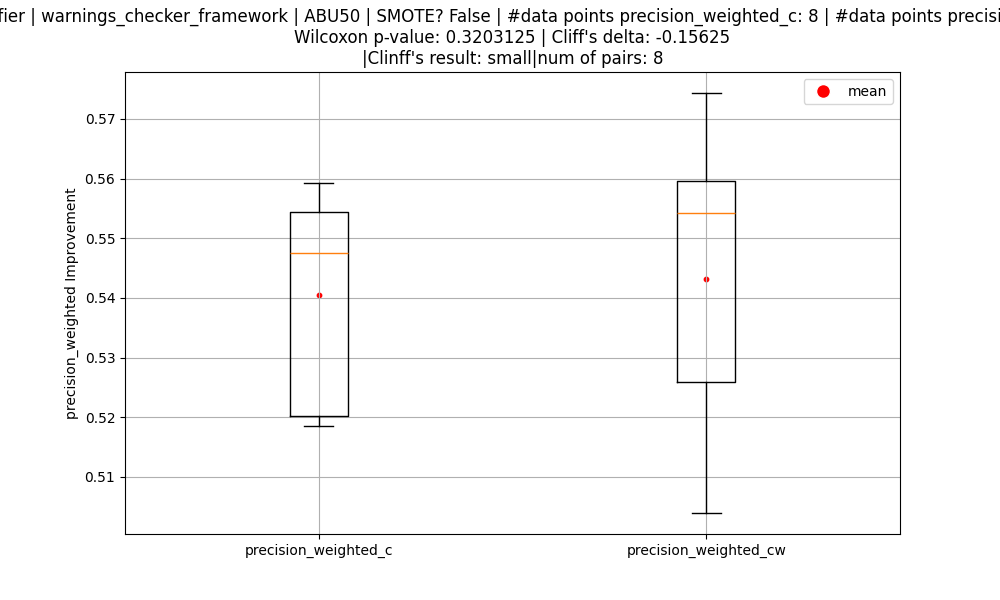 | warnings_checker_framework | ABU50 | SMOTE? False | #data points precision_weighted_c: 8 | #data points
Wilcoxon p-value: 0.3203125 | Cliff's delta: -0.15625
|Clinff's result: small|num of pairs: 8
mean
0.57
0.56
0.55
0.54
0.53
0.52
0.51
precision_weighted Improvement
precision_weighted_c
precision_weighted_cw